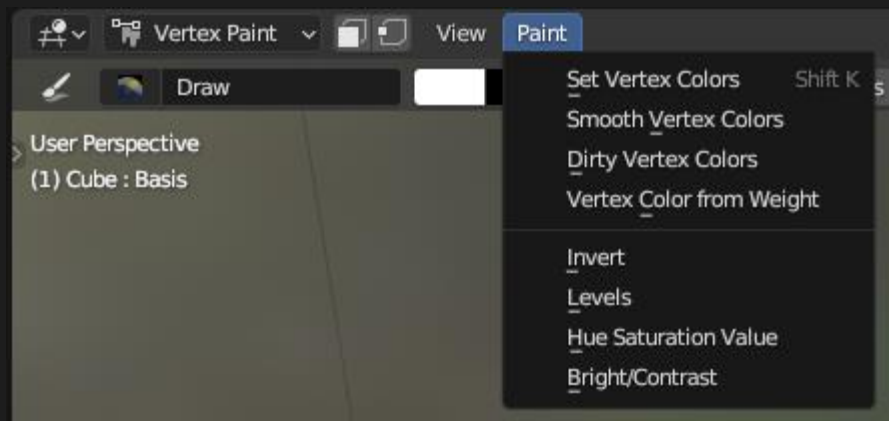 Vertex Paint View Paint
Draw s
Set Vertex Colors Shift K
Smooth Vertex Colors
Dirty Vertex Colors
Vertex Color from Weight
Invert
Levels
Hue Saturation Value
Bright/Contrast
User Perspective
(1) Cube : Basis